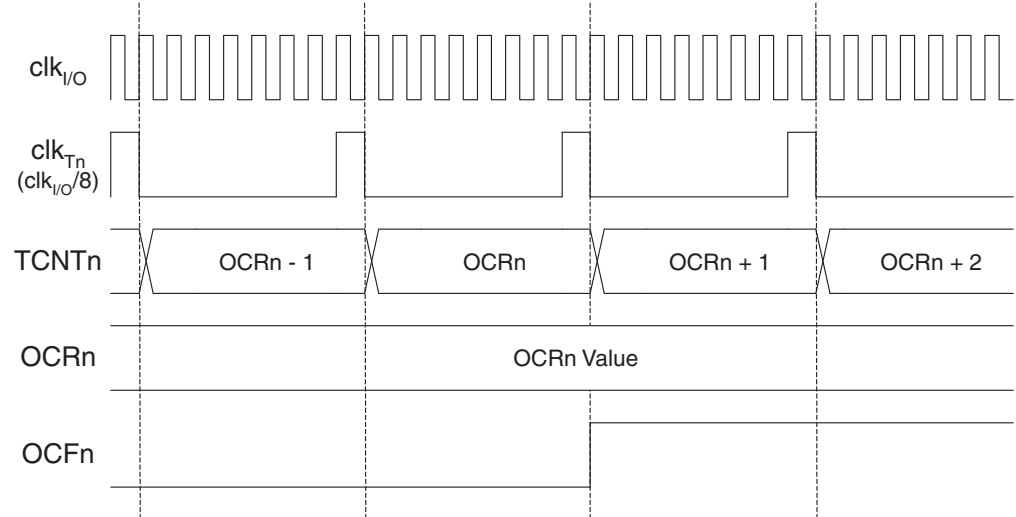 clkI/O
clkTn
(clkI/O/8)
TCNTn OCRn - 1 OCRn OCRn + 1 OCRn + 2
OCRn OCRn Value
OCFn